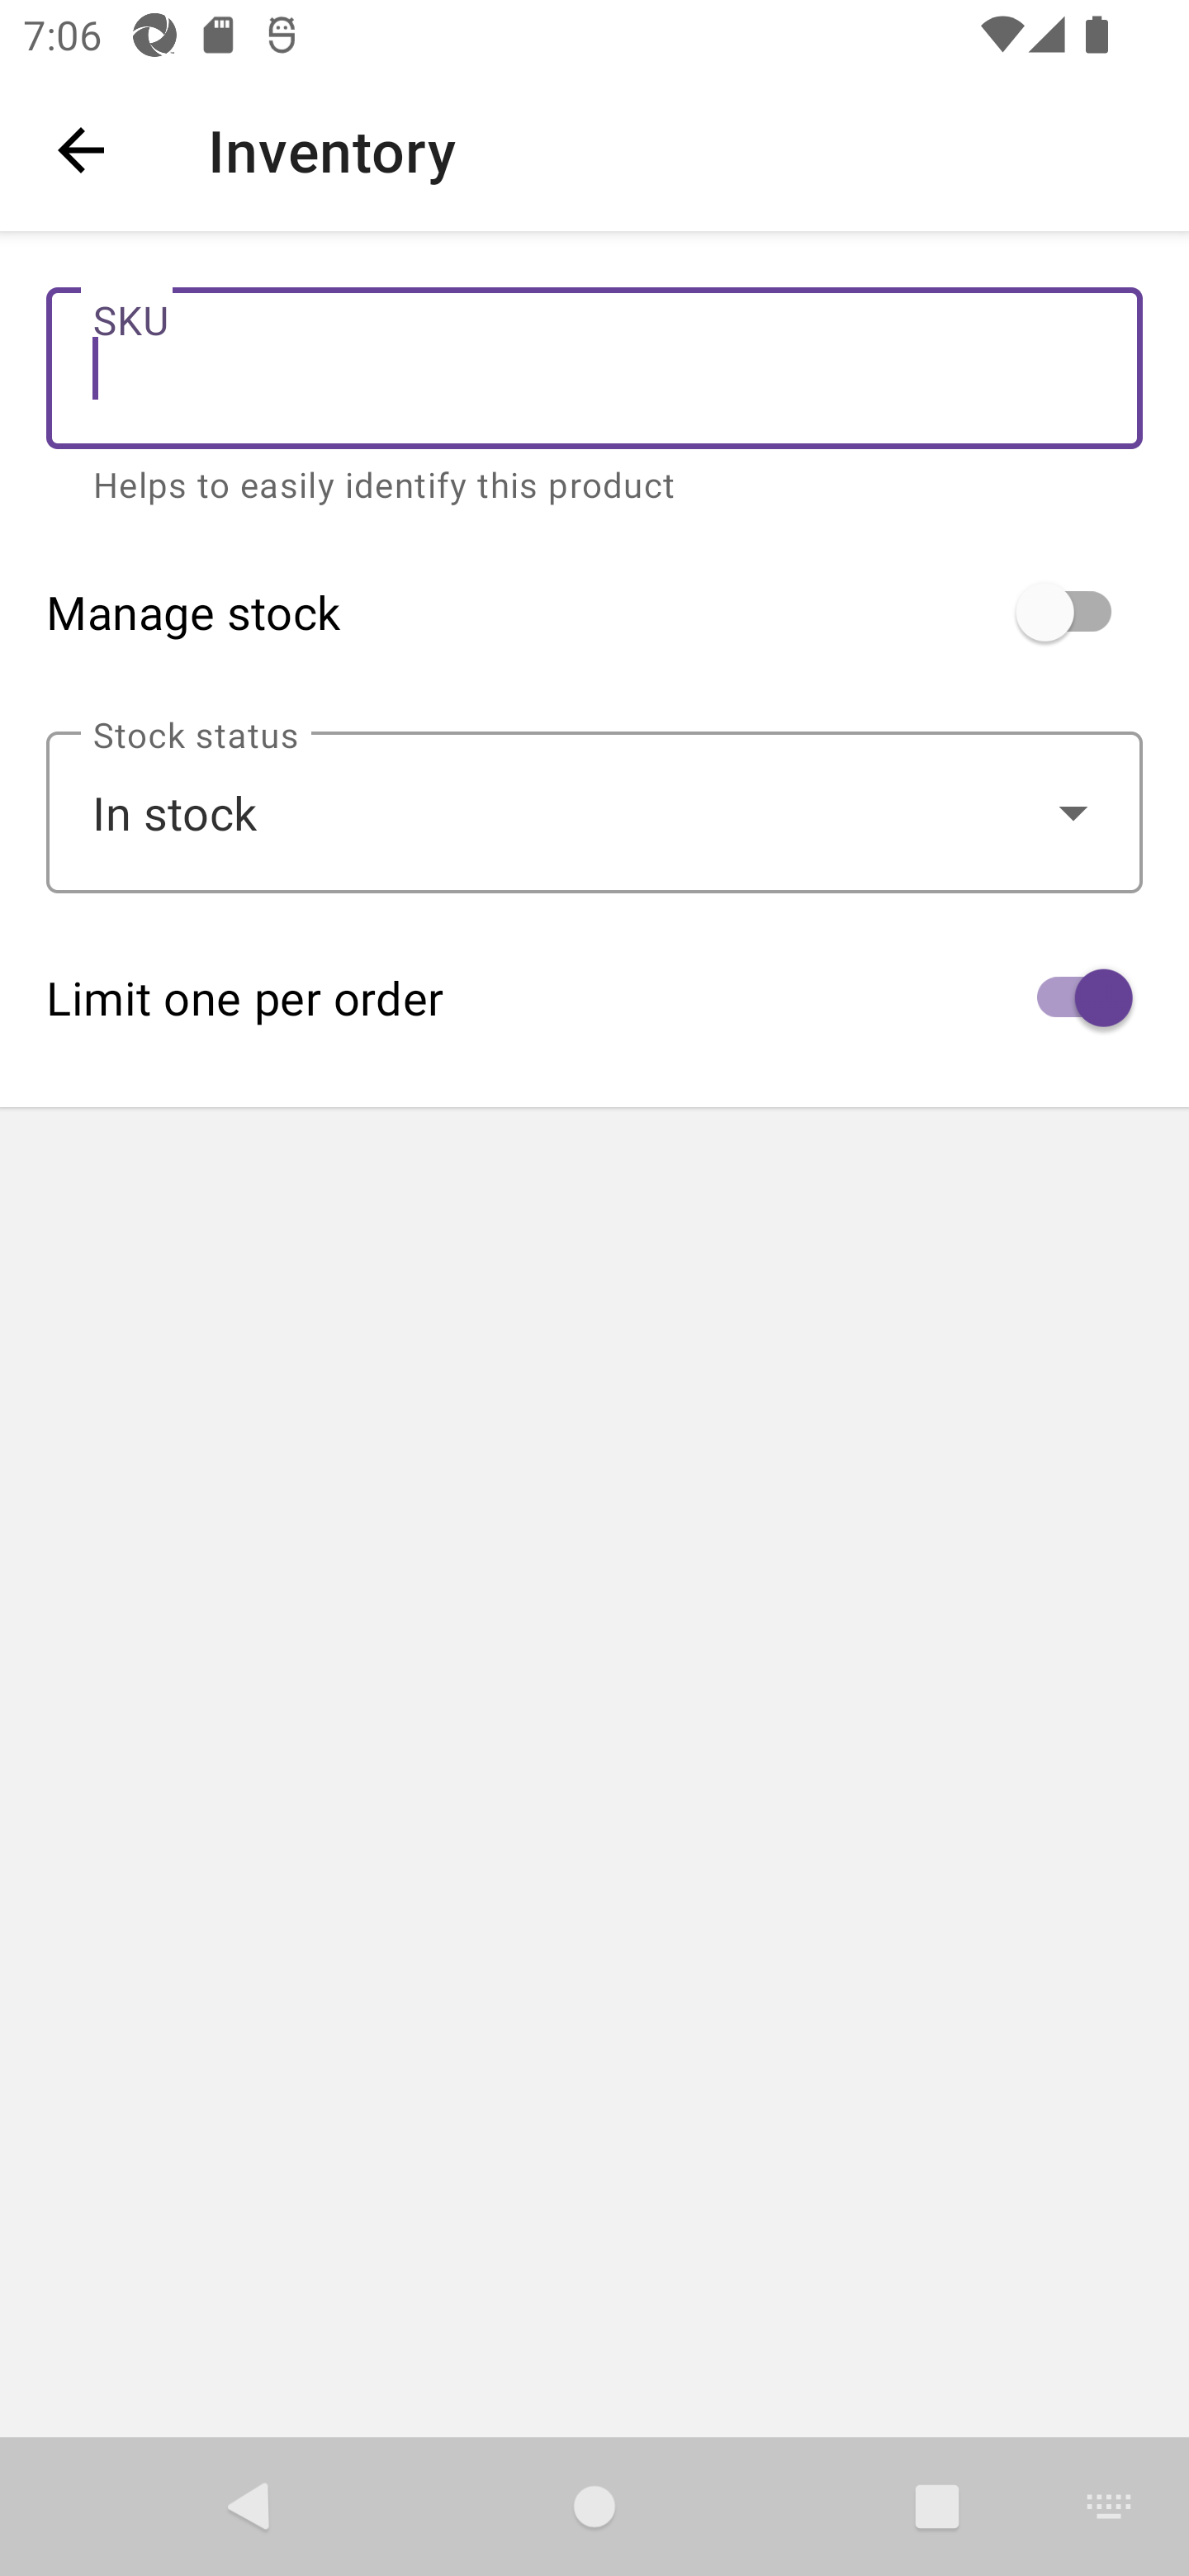 7:06
Inventory
SKU
Helps to easily identify this product
Manage stock
Stock status
In stock
Limit one per order